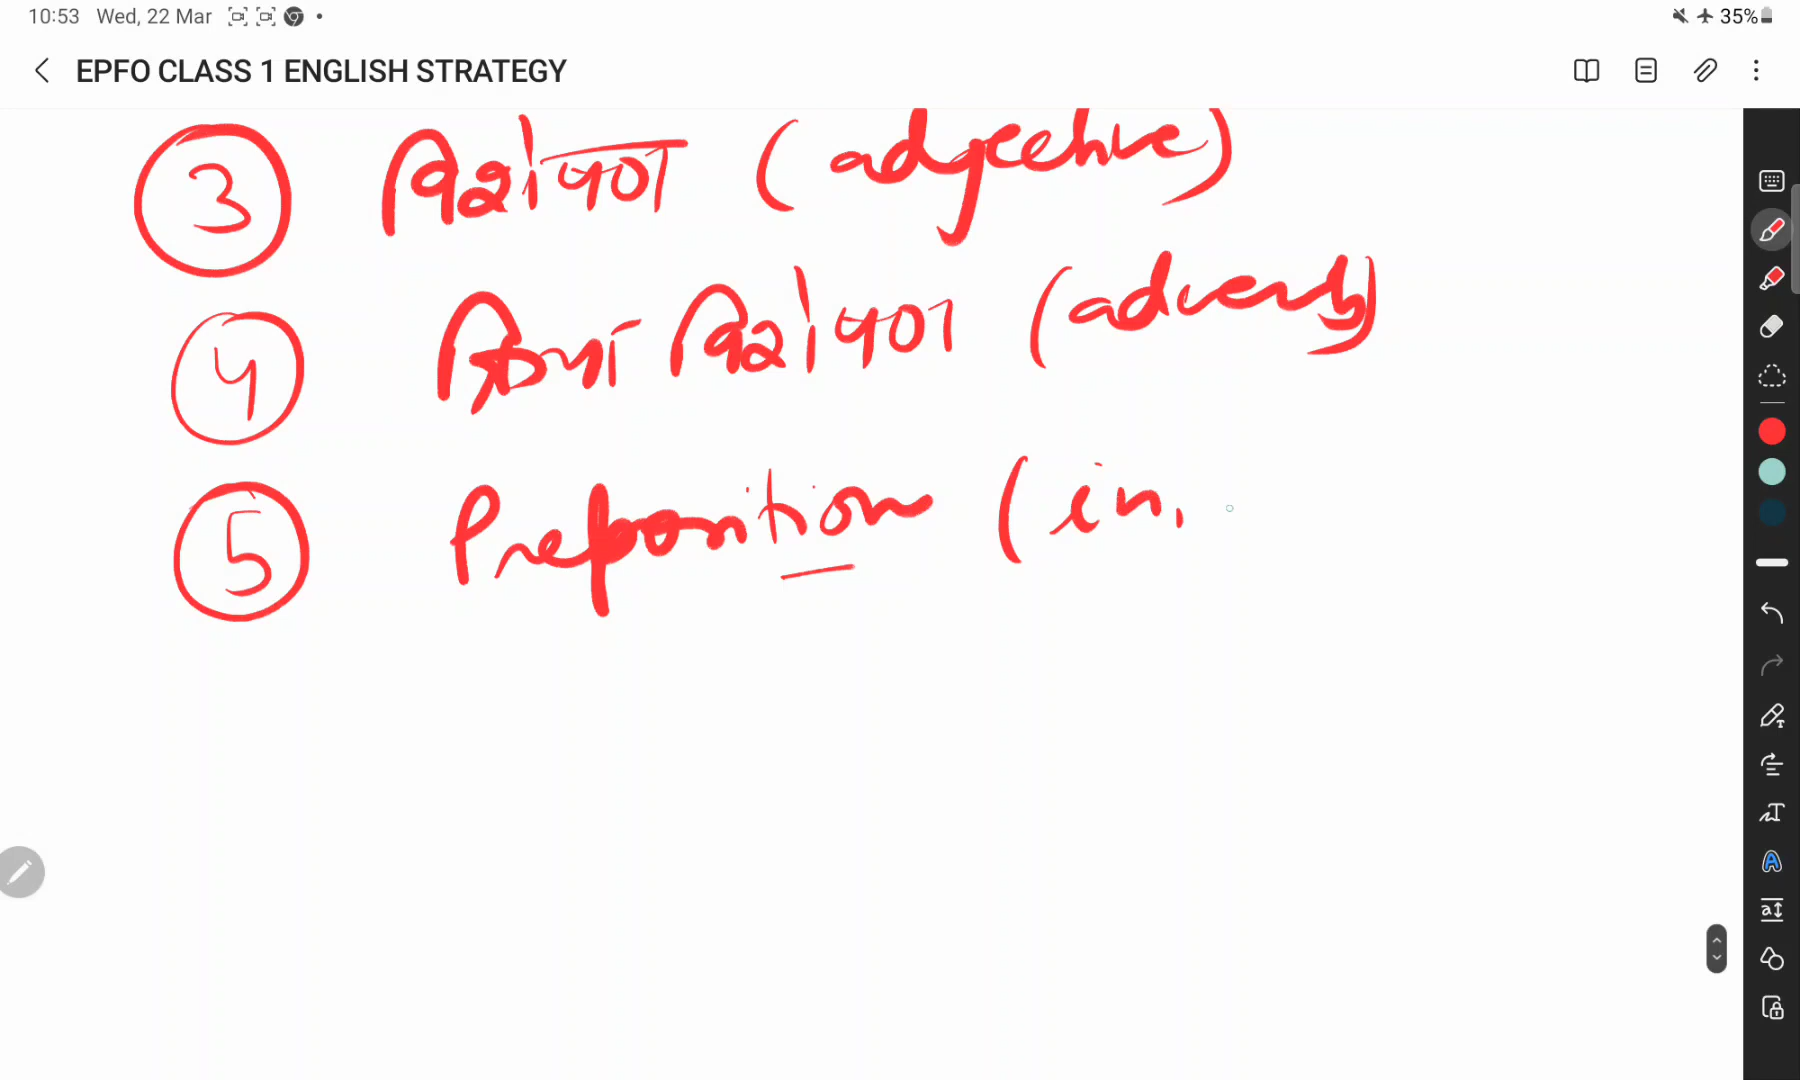 10:53 Wed, 22 Mar 35%
EPFO CLASS 1 ENGLISH STRATEGY
3 विशेषण (adjective)
4 क्रिया विशेषण (adverb)
5 Preposition (in,